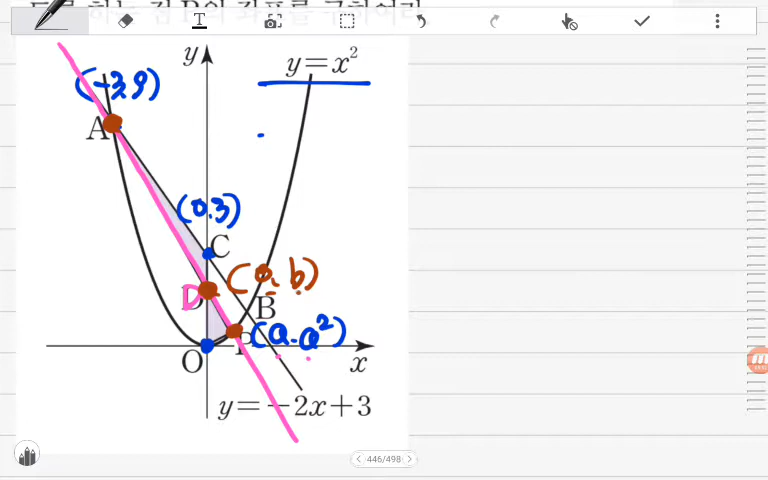 T
y
y=x²
(-3,9)
A
(0.3)
C
D
(0, b)
B
P
(a.a²)
O
x
y=-2x+3
446/498